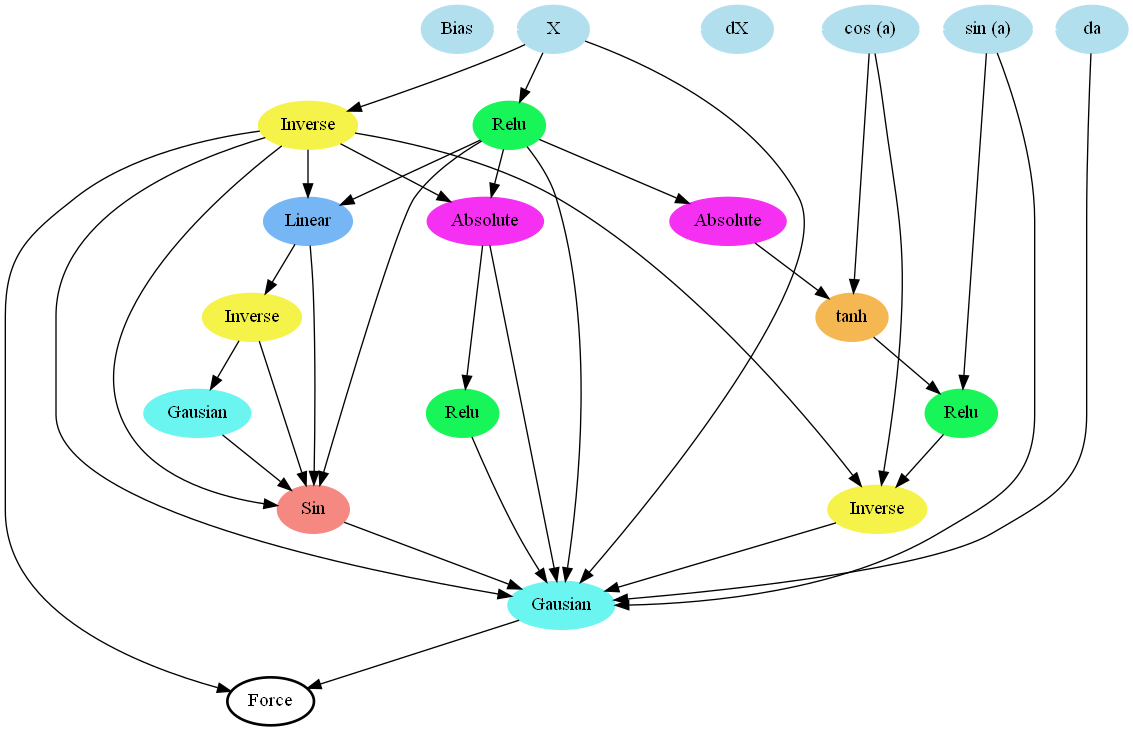 Bias
X
dX
cos (a)
sin (a)
da
Inverse
Relu
Linear
Absolute
Absolute
Inverse
tanh
Gausian
Relu
Relu
Sin
Inverse
Gausian
Force